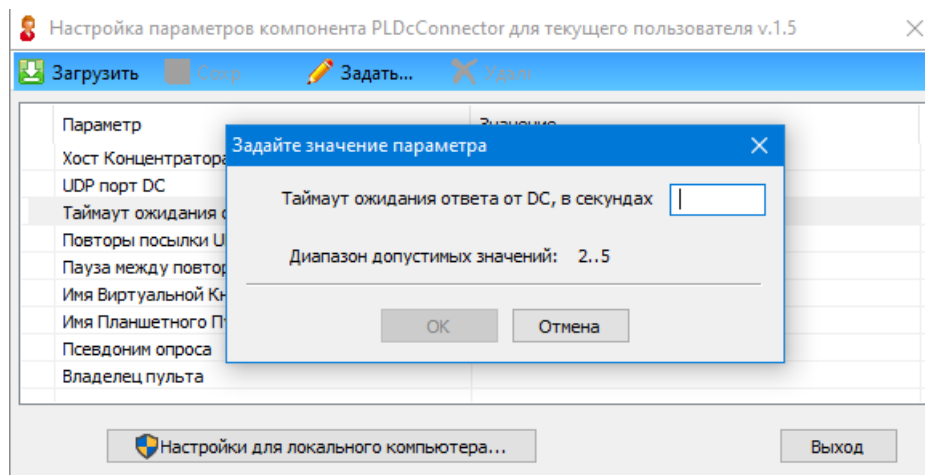 Настройка параметров компонента PLDcConnector для текущего пользователя v.1.5
Загрузить Сохр Задать... Удали
Параметр Значение
Задайте значение параметра
Хост Концентратора
UDP порт DC
Таймаут ожидания
Таймаут ожидания ответа от DC, в секундах
Повторы посылки
Диапазон допустимых значений: 2..5
Пауза между
Имя Виртуальной
Имя Планшетного
OK Отмена
Псевдоним опроса
Владелец пульта
Настройки для локального компьютера... Выход